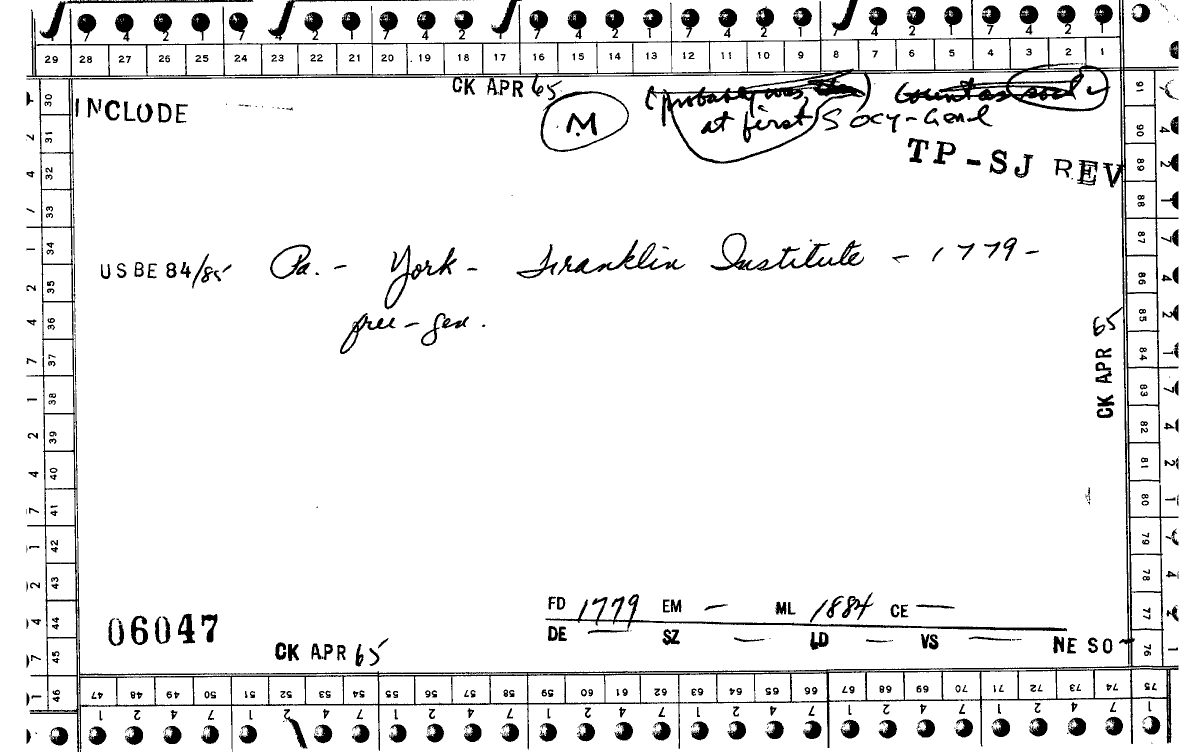 7 4 2 1 7 4 2 1 7 4 2 1 7 4 2 1 7 4 2 1 7 4 2 1 7 4 2 1
29 28 27 26 25 24 23 22 21 20 19 18 17 16 15 14 13 12 11 10 9 8 7 6 5 4 3 2 1
CK APR 65
INCLUDE
M
(probably was, then) Count as socl
at first Socy-Genl
TP-SJ REV
USBE 84/85 Pa. - York - Franklin Institute - 1779 -
free - gen.
CK APR 65
FD 1779 EM — ML 1884 CE —
DE — SZ — LD — VS — NE SO -
06047
CK APR 65
30 31 32 33 34 35 36 37 38 39 40 41 42 43 44 45 46
91 90 89 88 87 86 85 84 83 82 81 80 79 78 77 76
47 48 49 50 51 52 53 54 55 56 57 58 59 60 61 62 63 64 65 66 67 68 69 70 71 72 73 74 75
1 2 4 7 1 2 4 7 1 2 4 7 1 2 4 7 1 2 4 7 1 2 4 7 1 2 4 7 1